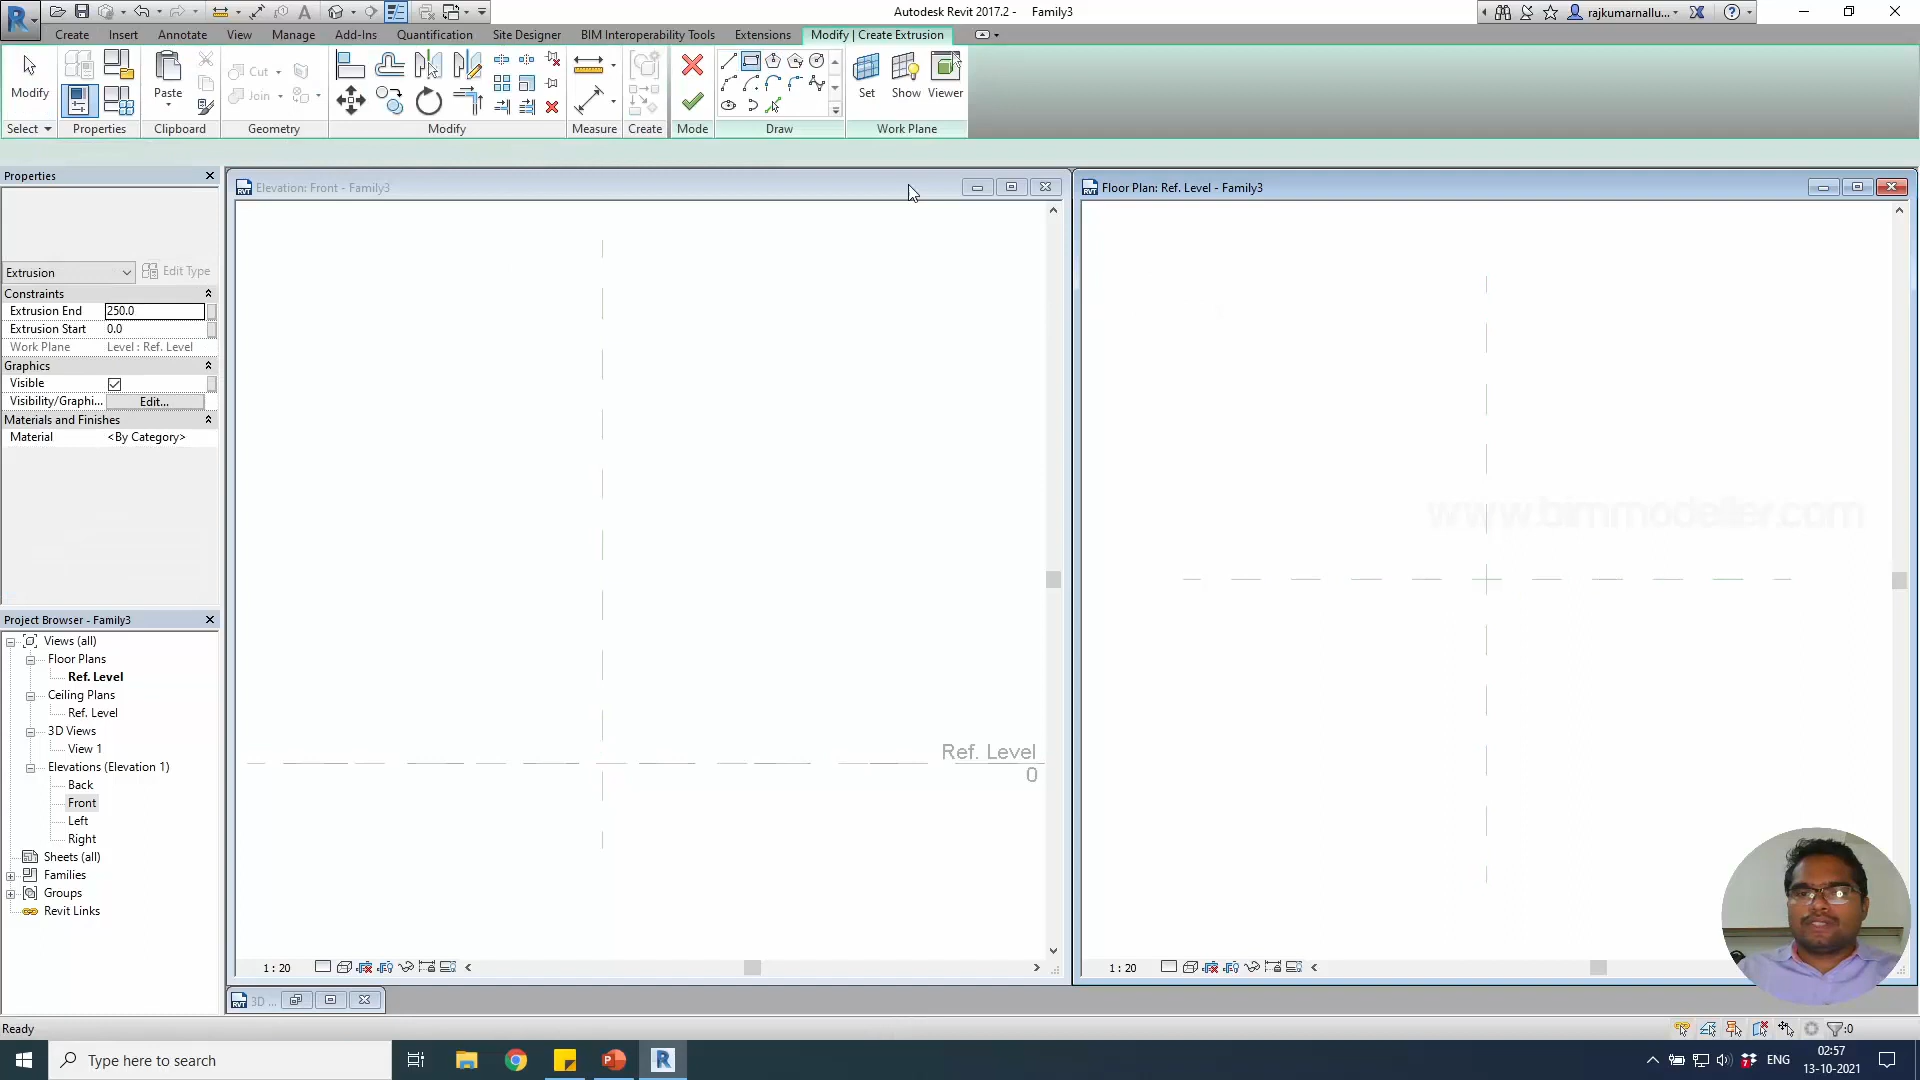 Autodesk Revit 2017.2 - Family3
rajkumarnallu...
Create Insert Annotate View Manage Add-Ins Quantification Site Designer BIM Interoperability Tools Extensions Modify | Create Extrusion
Modify
Paste
Cut
Join
Set Show Viewer
Select Properties Clipboard Geometry Modify Measure Create Mode Draw Work Plane
Properties
Extrusion
Edit Type
Constraints
Extrusion End 250.0
Extrusion Start 0.0
Work Plane Level : Ref. Level
Graphics
Visible
Visibility/Graphi... Edit...
Materials and Finishes
Material <By Category>
Project Browser - Family3
Views (all)
Floor Plans
Ref. Level
Ceiling Plans
Ref. Level
3D Views
View 1
Elevations (Elevation 1)
Back
Front
Left
Right
Sheets (all)
Families
Groups
Revit Links
Elevation: Front - Family3
Ref. Level
0
1 : 20
3D ...
Floor Plan: Ref. Level - Family3
www.bimmodeller.com
1 : 20
Ready
:0
Type here to search
ENG
02:57
13-10-2021